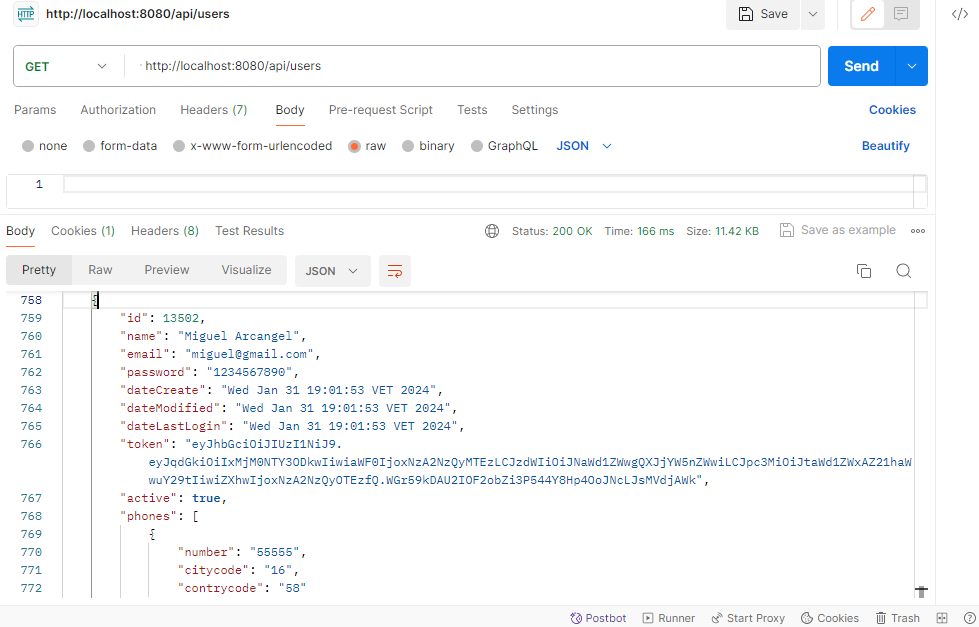 HTTP http://localhost:8080/api/users Save
GET http://localhost:8080/api/users Send
Params Authorization Headers (7) Body Pre-request Script Tests Settings Cookies
none form-data x-www-form-urlencoded raw binary GraphQL JSON Beautify
1
Body Cookies (1) Headers (8) Test Results Status: 200 OK Time: 166 ms Size: 11.42 KB Save as example
Pretty Raw Preview Visualize JSON
758 {
759 "id": 13502,
760 "name": "Miguel Arcangel",
761 "email": "miguel@gmail.com",
762 "password": "1234567890",
763 "dateCreate": "Wed Jan 31 19:01:53 VET 2024",
764 "dateModified": "Wed Jan 31 19:01:53 VET 2024",
765 "dateLastLogin": "Wed Jan 31 19:01:53 VET 2024",
766 "token": "eyJhbGciOiJIUzI1NiJ9.
eyJqdGkiOiIxMjM0NTY3ODkwIiwiaWF0IjoxNzA2NzQyMTEzLCJzdWIiOiJNaWd1ZWwgQXJjYW5nZWwiLCJpc3MiOiJtaWd1ZWxAZ21haW
wuY29tIiwiZXhwIjoxNzA2NzQyOTEzfQ.WGr59kDAU2IOF2obZi3P544Y8Hp4OoJNcLJsMVdjAWk",
767 "active": true,
768 "phones": [
769 {
770 "number": "55555",
771 "citycode": "16",
772 "contrycode": "58"
Postbot Runner Start Proxy Cookies Trash